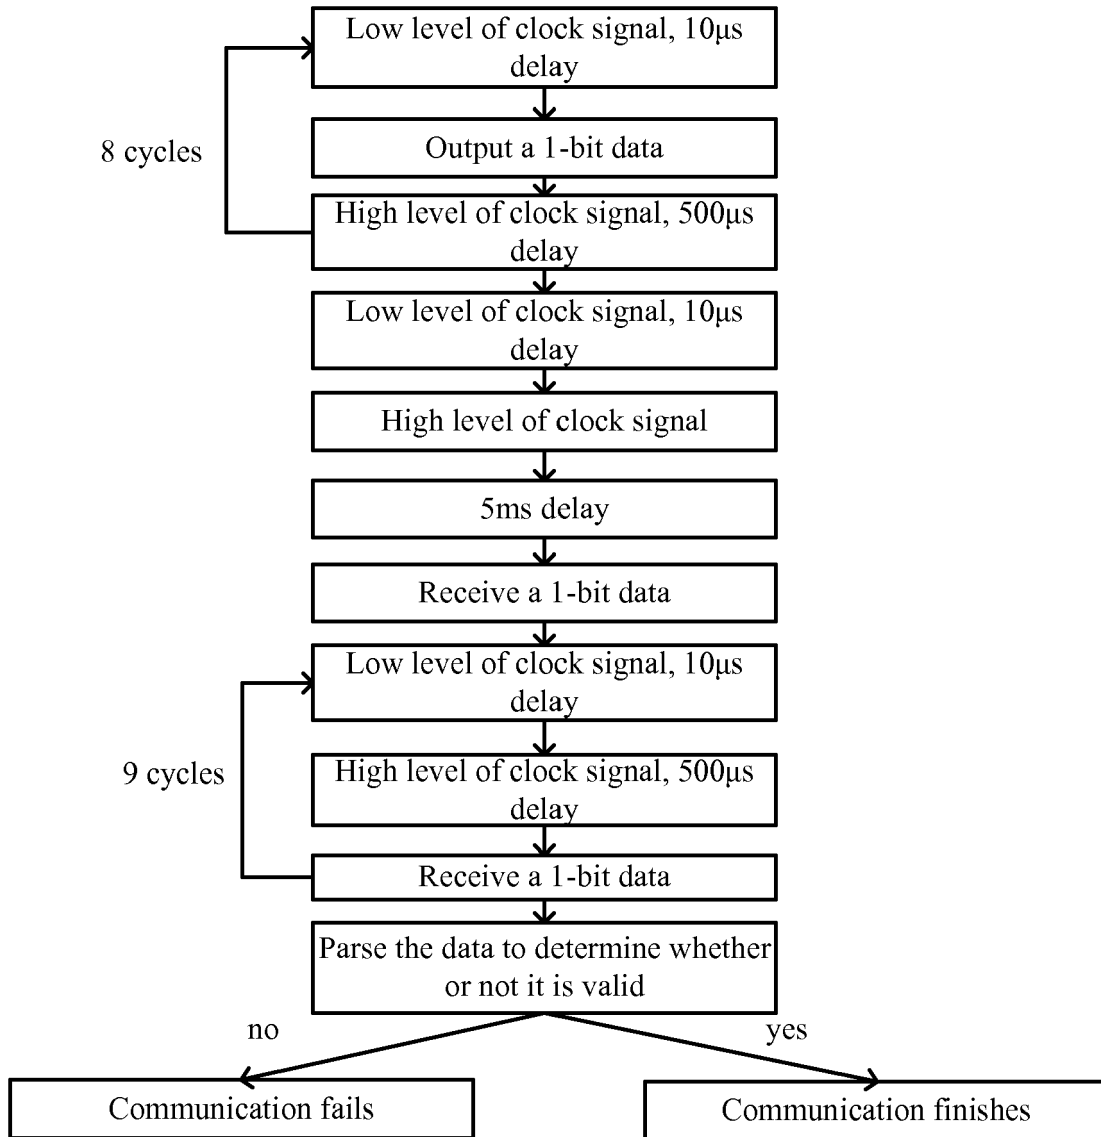 Low level of clock signal, 10μs
delay
8 cycles
Output a 1-bit data
High level of clock signal, 500μs
delay
Low level of clock signal, 10μs
delay
High level of clock signal
5ms delay
Receive a 1-bit data
Low level of clock signal, 10μs
delay
9 cycles
High level of clock signal, 500μs
delay
Receive a 1-bit data
Parse the data to determine whether
or not it is valid
no
yes
Communication fails
Communication finishes